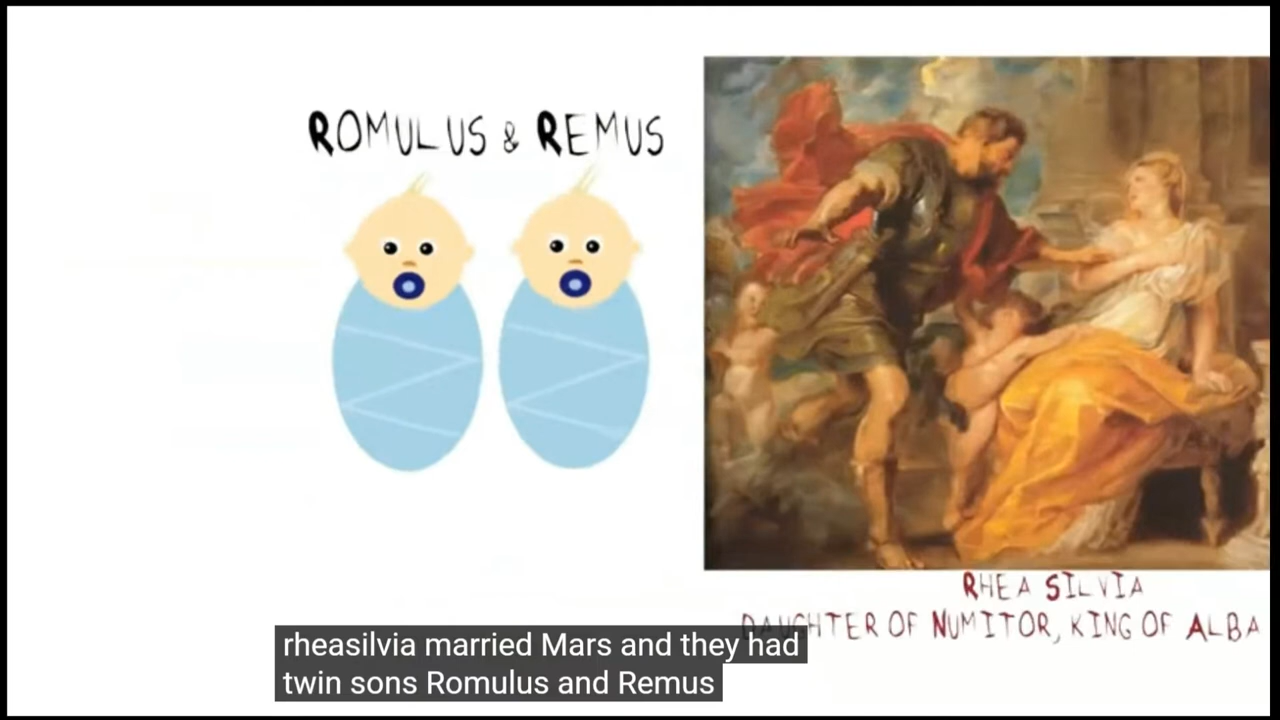 ROMULUS & REMUS
RHEA SILVIA
DAUGHTER OF NUMITOR, KING OF ALBA
rheasilvia married Mars and they had
twin sons Romulus and Remus